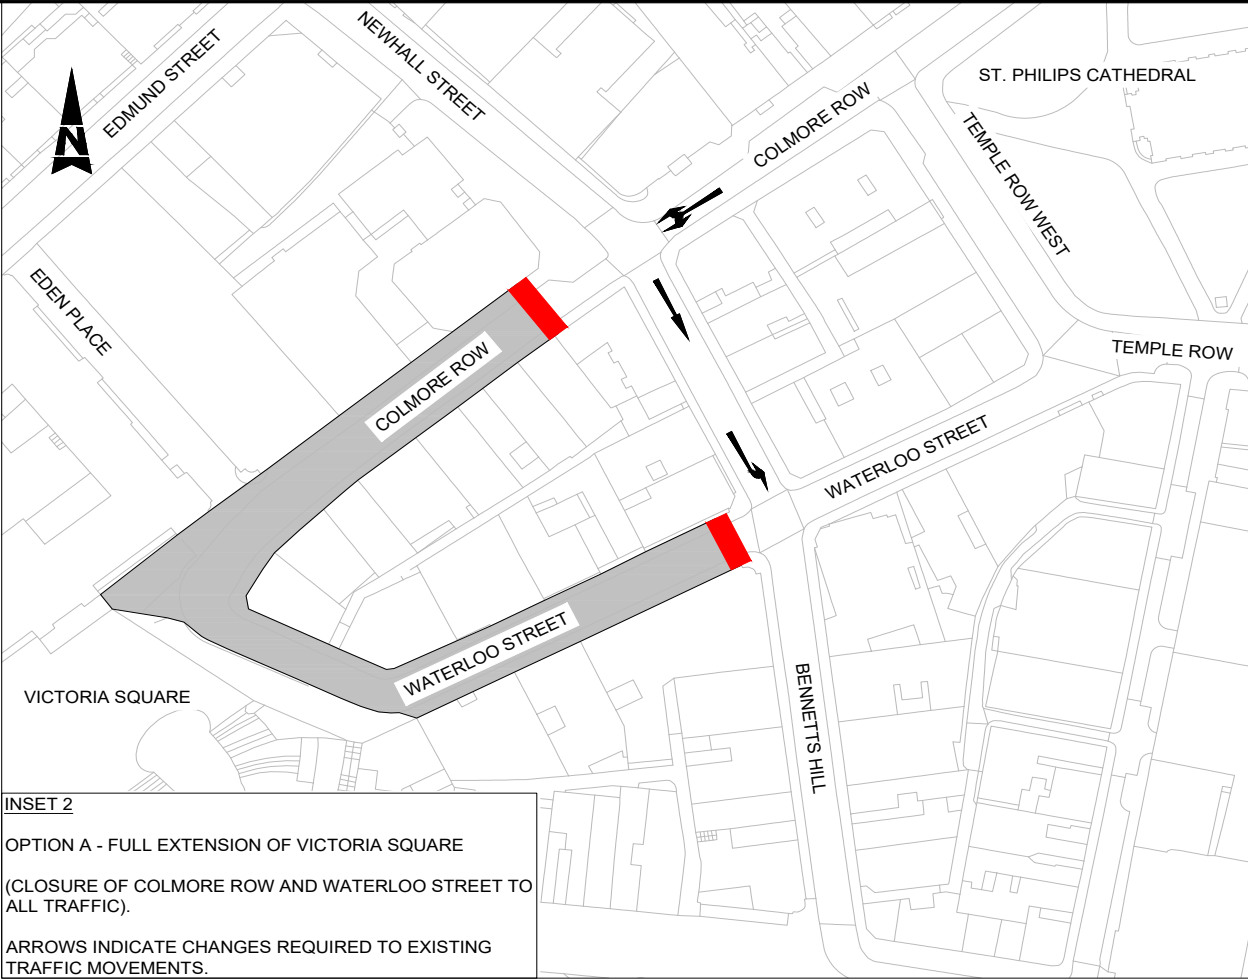 NEWHALL STREET
EDMUND STREET
ST. PHILIPS CATHEDRAL
COLMORE ROW
TEMPLE ROW WEST
N
EDEN PLACE
TEMPLE ROW
COLMORE ROW
WATERLOO STREET
WATERLOO STREET
VICTORIA SQUARE
BENNETTS HILL
INSET 2
OPTION A - FULL EXTENSION OF VICTORIA SQUARE
(CLOSURE OF COLMORE ROW AND WATERLOO STREET TO
ALL TRAFFIC).
ARROWS INDICATE CHANGES REQUIRED TO EXISTING
TRAFFIC MOVEMENTS.